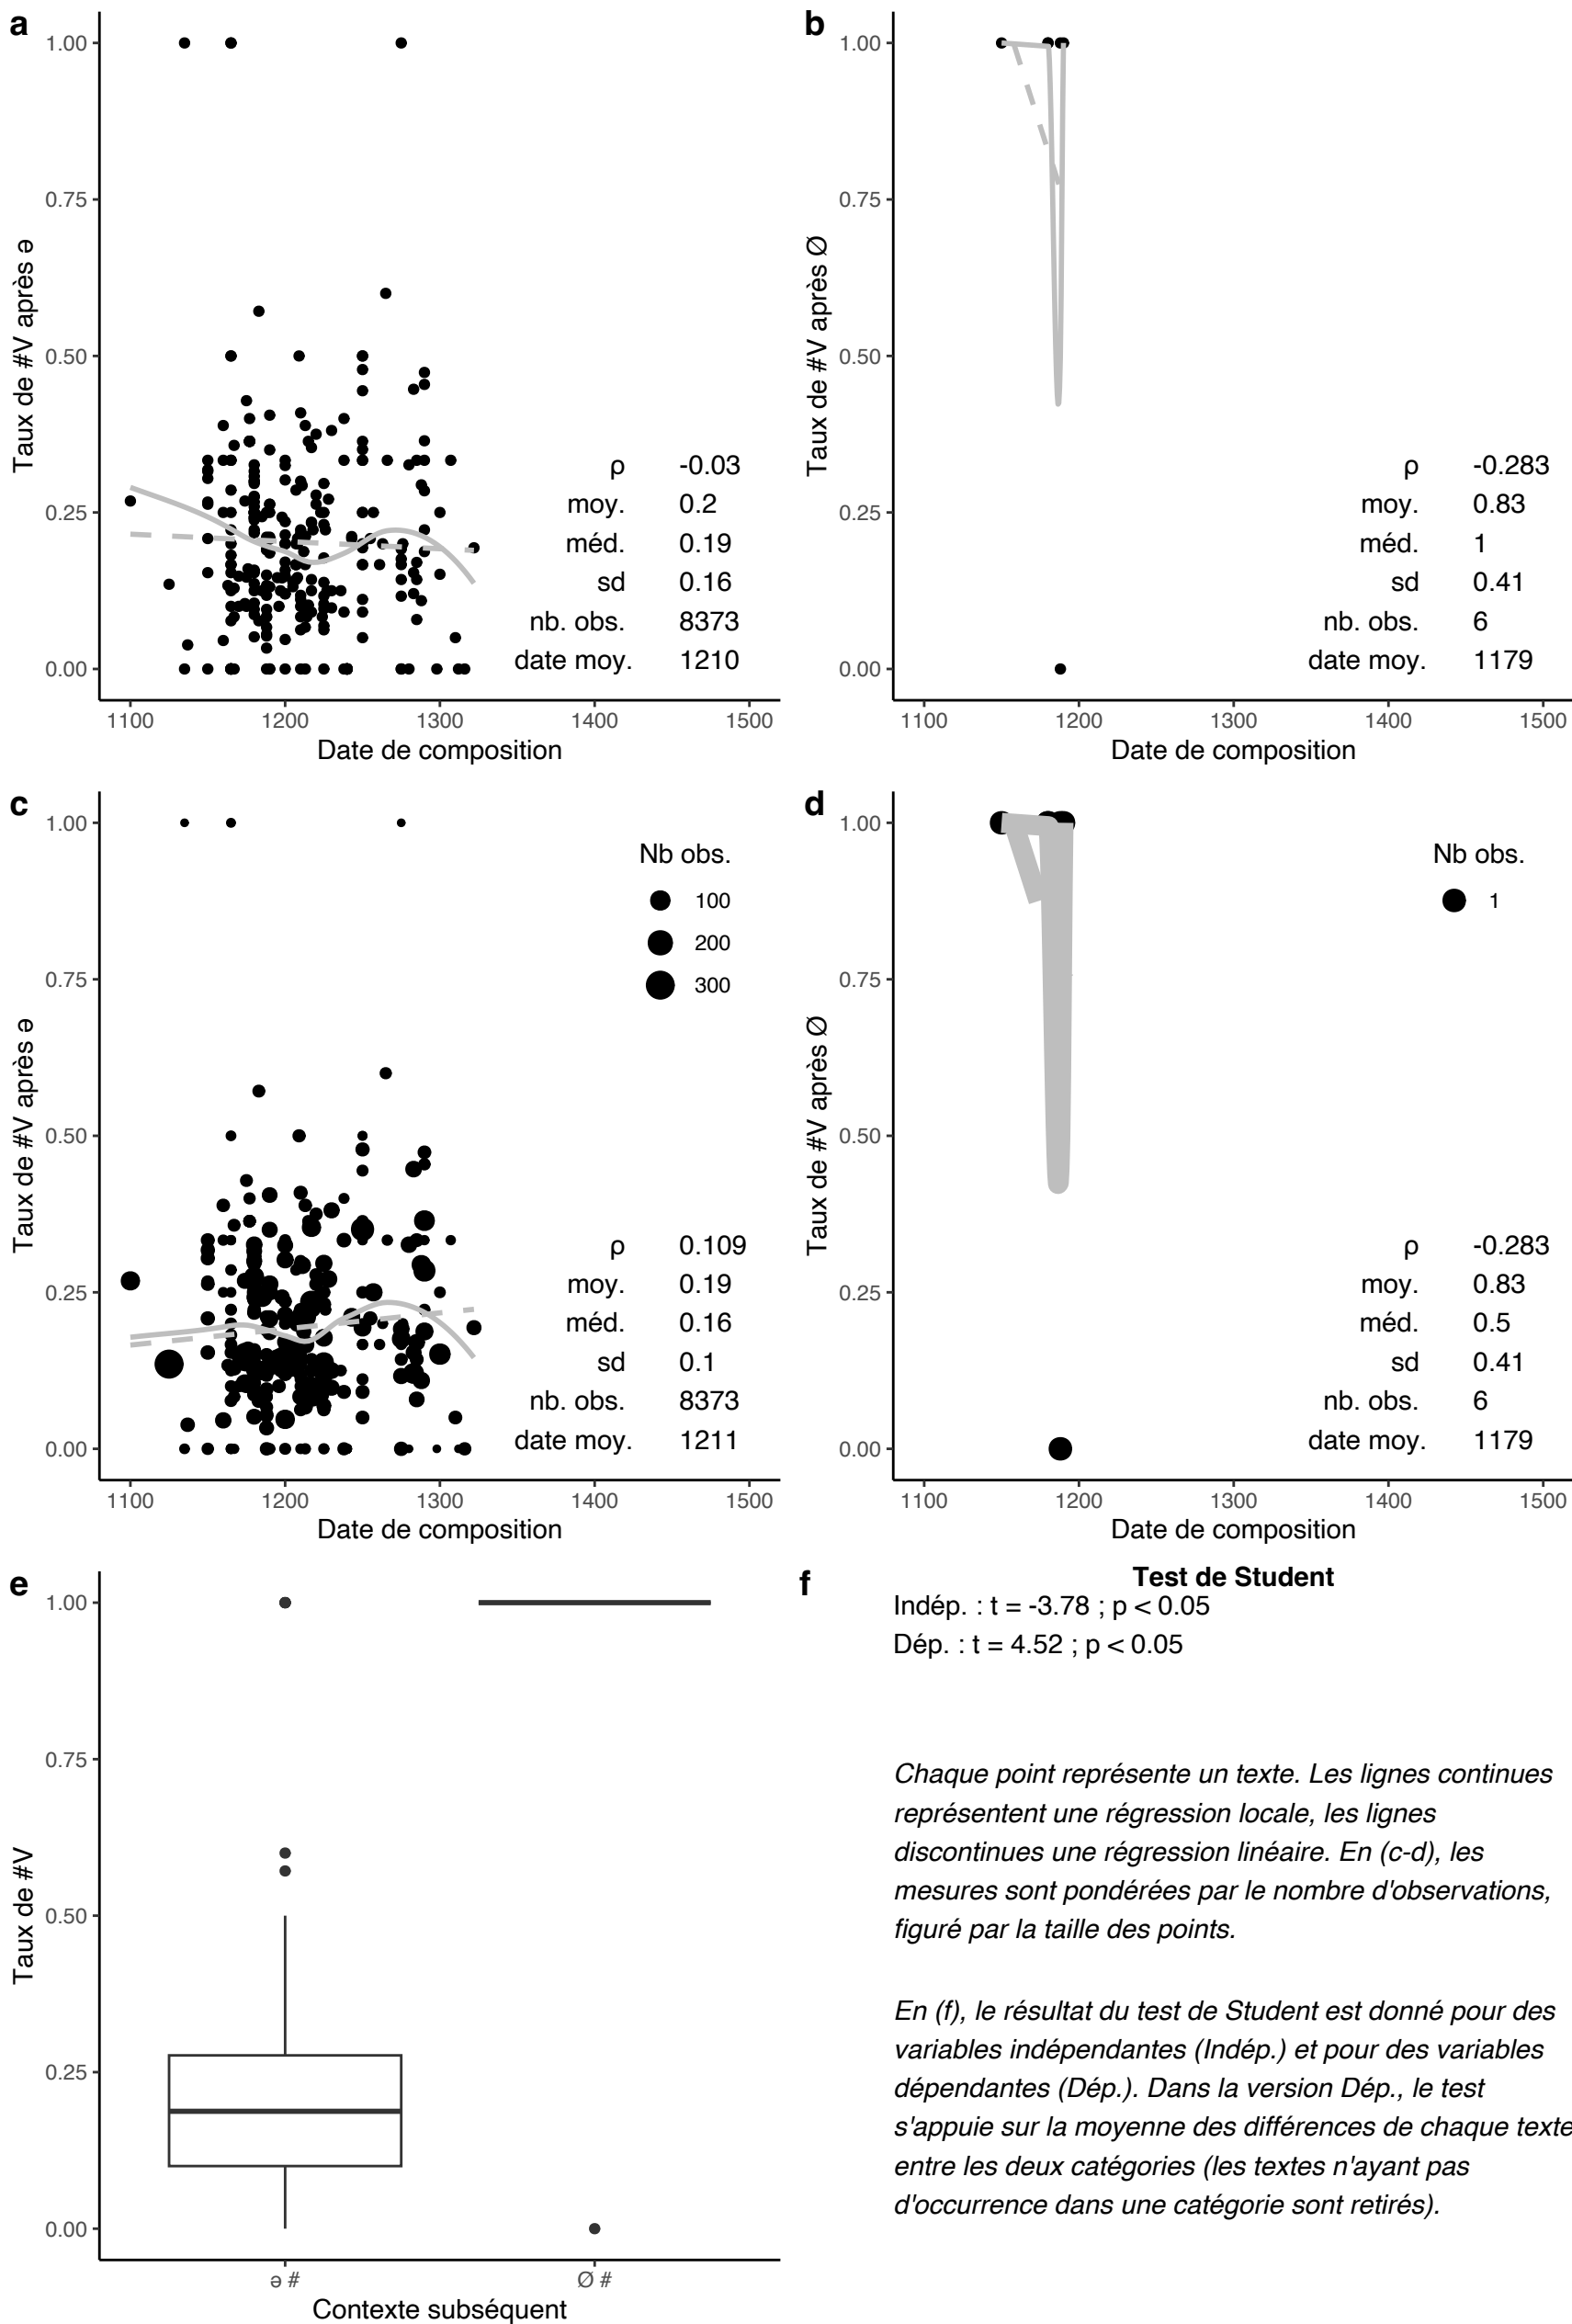 a
1.00
0.75
0.50
0.25
0.00
Taux de #V après ə
ρ -0.03
moy. 0.2
méd. 0.19
sd 0.16
nb. obs. 8373
date moy. 1210
1100 1200 1300 1400 1500
Date de composition
b
1.00
0.75
0.50
0.25
0.00
Taux de #V après Ø
ρ -0.283
moy. 0.83
méd. 1
sd 0.41
nb. obs. 6
date moy. 1179
1100 1200 1300 1400 1500
Date de composition
c
1.00
0.75
0.50
0.25
0.00
Taux de #V après ə
Nb obs.
100
200
300
ρ 0.109
moy. 0.19
méd. 0.16
sd 0.1
nb. obs. 8373
date moy. 1211
1100 1200 1300 1400 1500
Date de composition
d
1.00
0.75
0.50
0.25
0.00
Taux de #V après Ø
Nb obs.
1
ρ -0.283
moy. 0.83
méd. 0.5
sd 0.41
nb. obs. 6
date moy. 1179
1100 1200 1300 1400 1500
Date de composition
e
1.00
0.75
0.50
0.25
0.00
Taux de #V
ə # Ø #
Contexte subséquent
f
Test de Student
Indép. : t = -3.78 ; p < 0.05
Dép. : t = 4.52 ; p < 0.05
Chaque point représente un texte. Les lignes continues
représentent une régression locale, les lignes
discontinues une régression linéaire. En (c-d), les
mesures sont pondérées par le nombre d'observations,
figuré par la taille des points.
En (f), le résultat du test de Student est donné pour des
variables indépendantes (Indép.) et pour des variables
dépendantes (Dép.). Dans la version Dép., le test
s'appuie sur la moyenne des différences de chaque texte
entre les deux catégories (les textes n'ayant pas
d'occurrence dans une catégorie sont retirés).